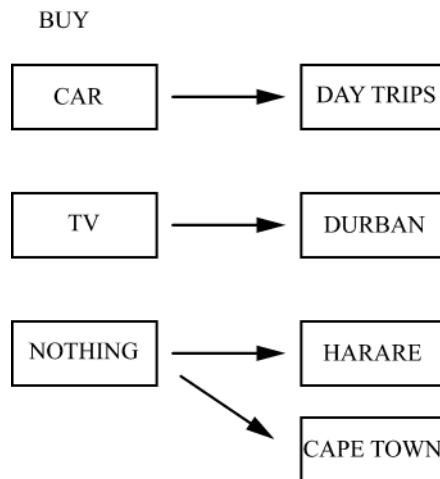 BUY
CAR
DAY TRIPS
TV
DURBAN
NOTHING
HARARE
CAPE TOWN